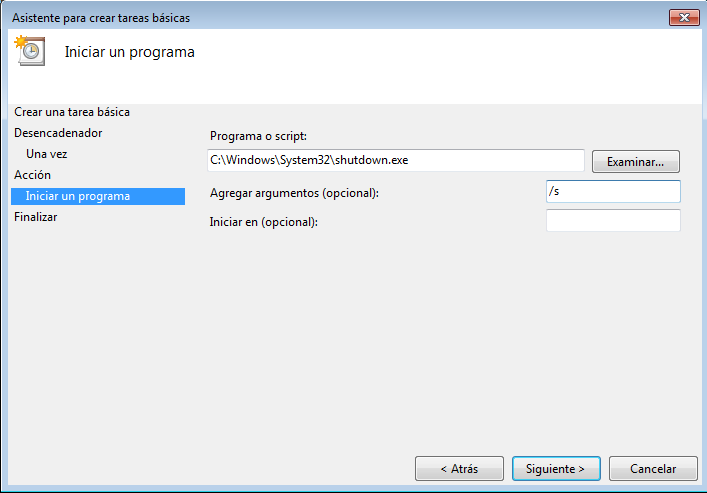 Asistente para crear tareas básicas
Iniciar un programa
Crear una tarea básica
Desencadenador
Una vez
Acción
Iniciar un programa
Finalizar
Programa o script:
C:\Windows\System32\shutdown.exe
Examinar...
Agregar argumentos (opcional):
/s
Iniciar en (opcional):
< Atrás
Siguiente >
Cancelar